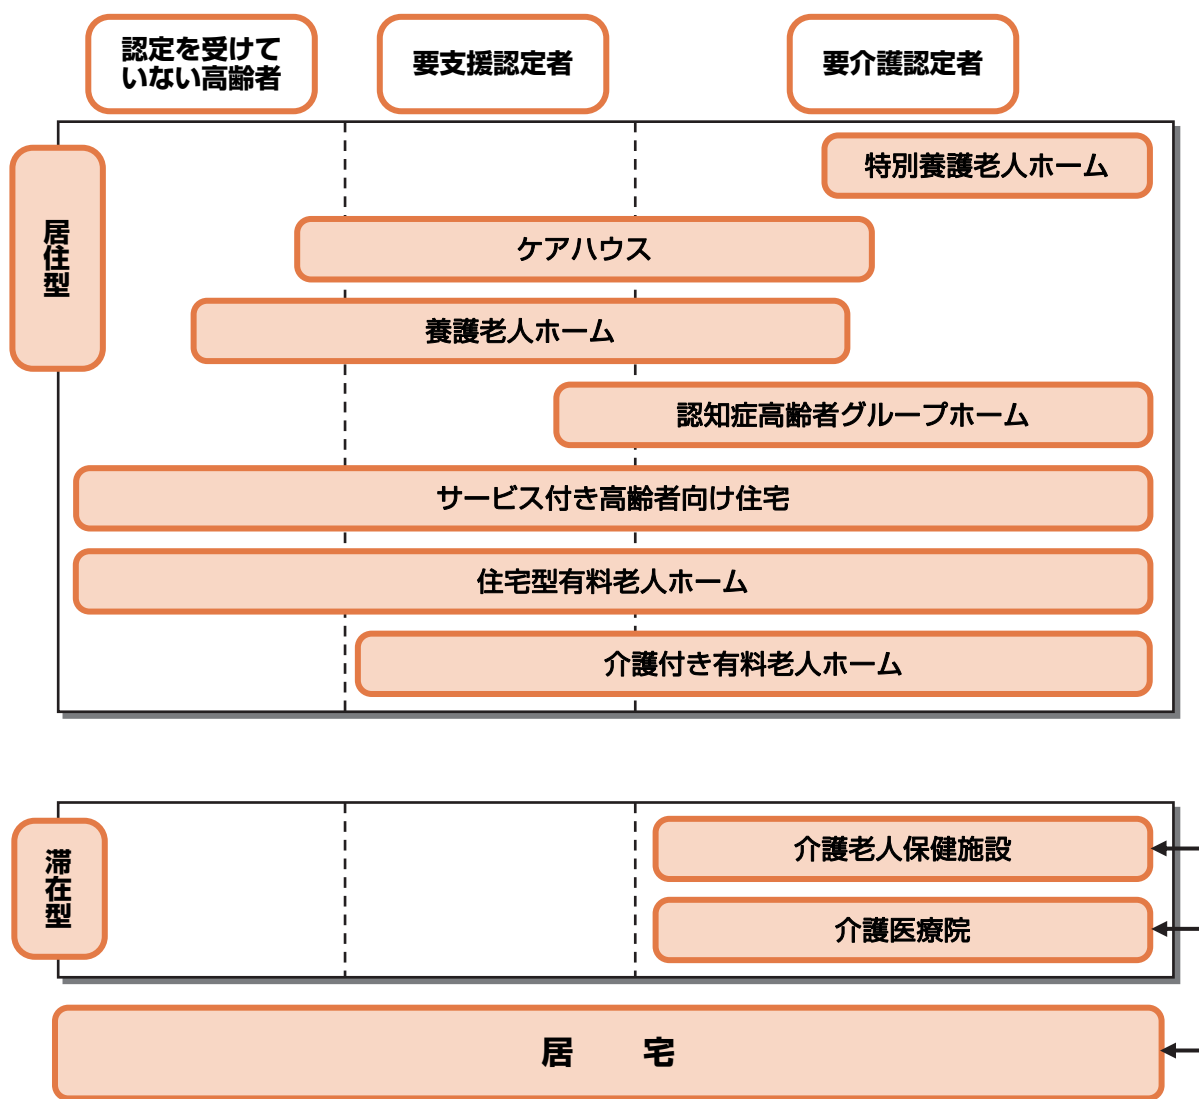 認定を受けて
いない高齢者
要支援認定者
要介護認定者
居住型
特別養護老人ホーム
ケアハウス
養護老人ホーム
認知症高齢者グループホーム
サービス付き高齢者向け住宅
住宅型有料老人ホーム
介護付き有料老人ホーム
滞在型
介護老人保健施設
介護医療院
居　宅